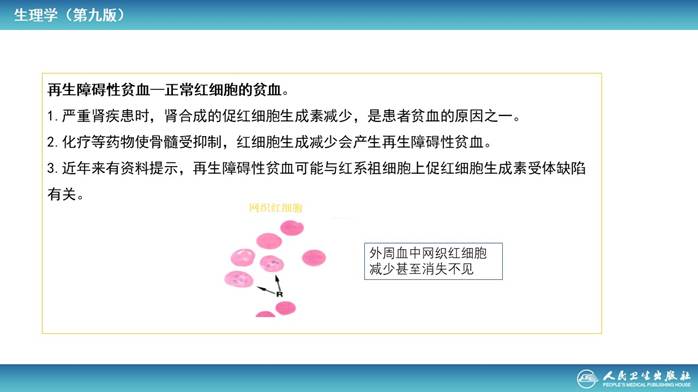 生理学（第九版）
再生障碍性贫血—正常红细胞的贫血。
1.严重肾疾患时，肾合成的促红细胞生成素减少，是患者贫血的原因之一。
2.化疗等药物使骨髓受抑制，红细胞生成减少会产生再生障碍性贫血。
3.近年来有资料提示，再生障碍性贫血可能与红系祖细胞上促红细胞生成素受体缺陷
有关。
网织红细胞
外周血中网织红细胞
减少甚至消失不见
R
人民卫生出版社
PEOPLE'S MEDICAL PUBLISHING HOUSE